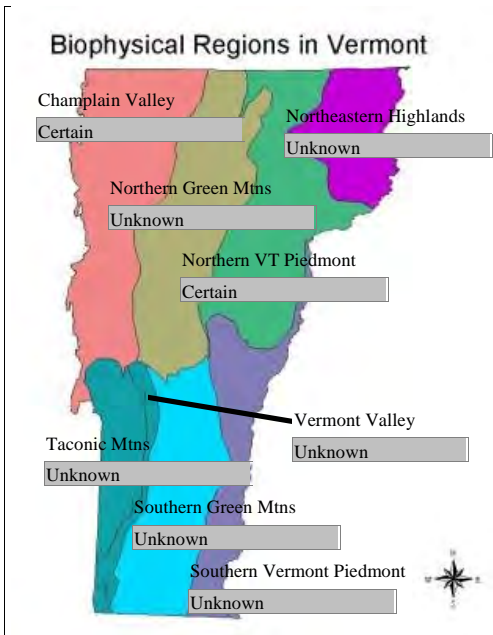 Biophysical Regions in Vermont
Champlain Valley
Certain
Northeastern Highlands
Unknown
Northern Green Mtns
Unknown
Northern VT Piedmont
Certain
Vermont Valley
Unknown
Taconic Mtns
Unknown
Southern Green Mtns
Unknown
Southern Vermont Piedmont
Unknown